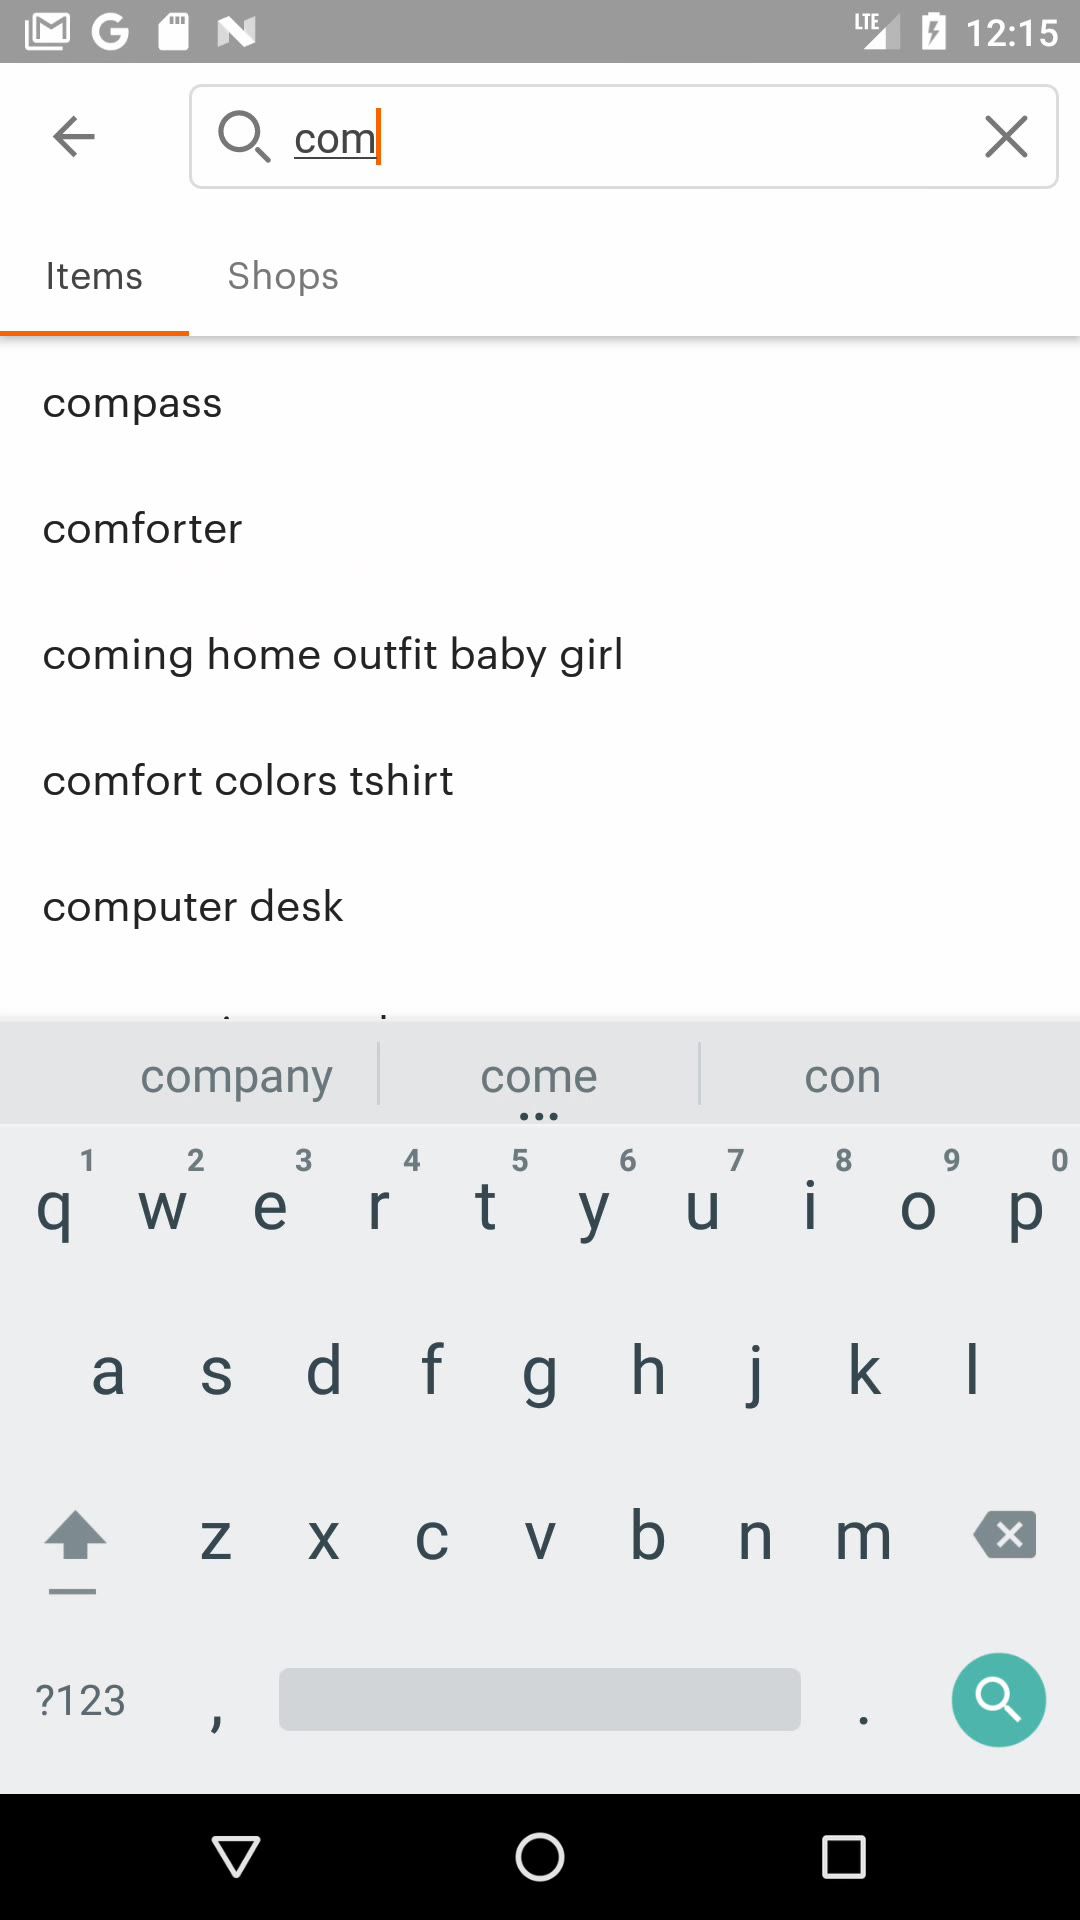 LTE 12:15
com
Items Shops
compass
comforter
coming home outfit baby girl
comfort colors tshirt
computer desk
company come con
1 2 3 4 5 6 7 8 9 0
q w e r t y u i o p
a s d f g h j k l
z x c v b n m
?123 , .